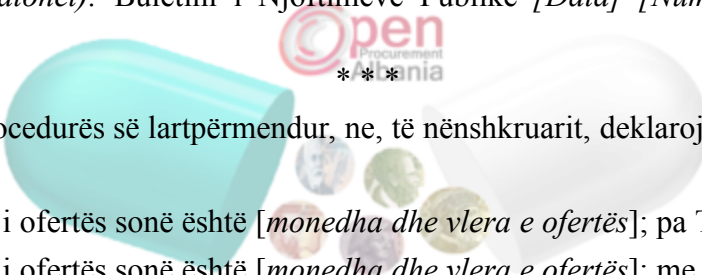 Buletini i Njoftimeve Publike [Data]
Open
Procurement
Albania
* * *
ocedurës së lartpërmendur, ne, të nënshkruarit, deklaroj
i ofertës sonë është [monedha dhe vlera e ofertës]; pa T
i ofertës sonë është [monedha dhe vlera e ofertës]; me